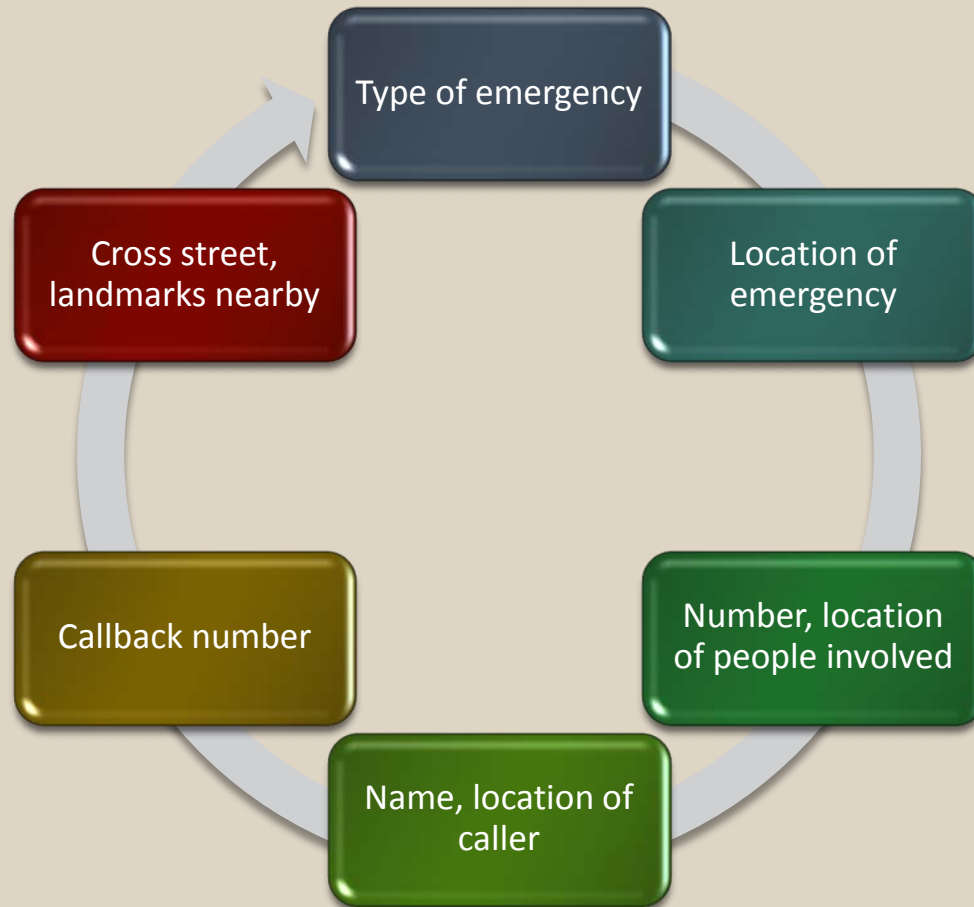 Type of emergency
Location of
emergency
Number, location
of people involved
Name, location of
caller
Callback number
Cross street,
landmarks nearby